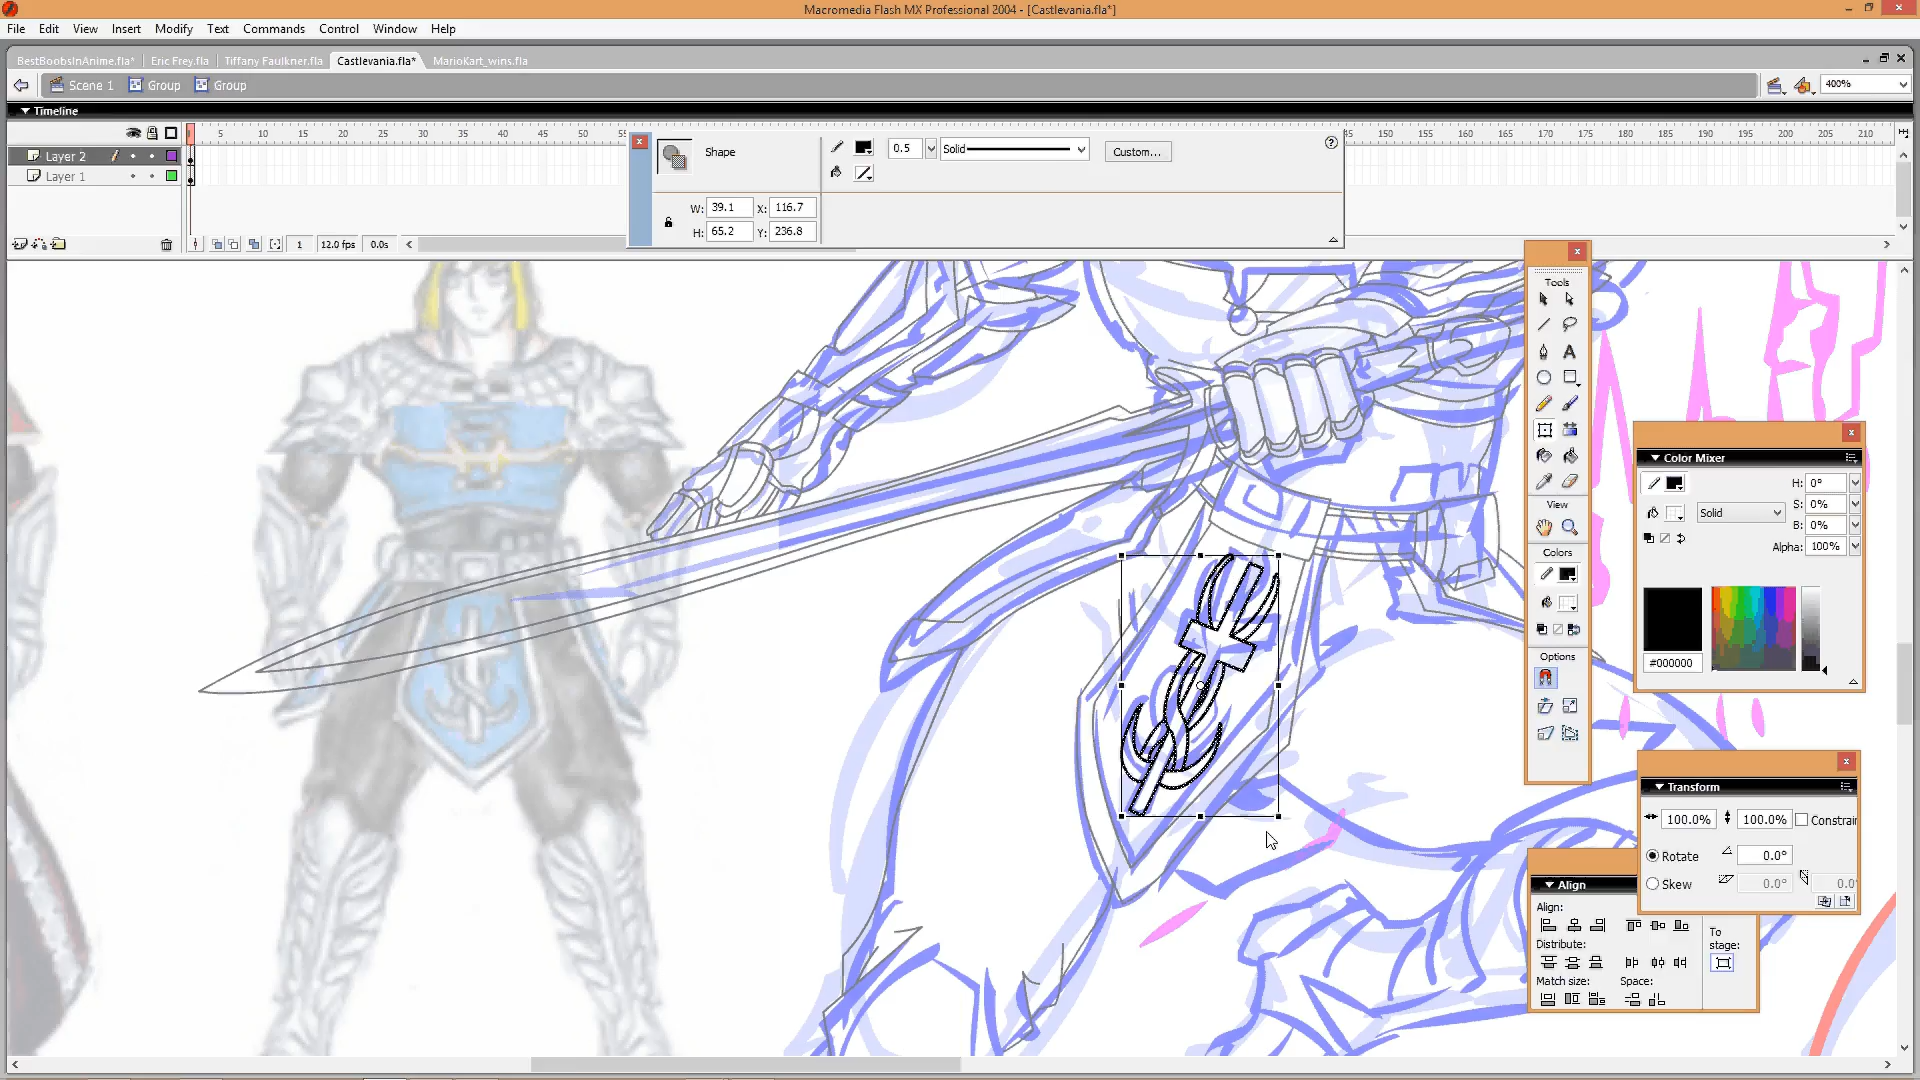 Macromedia Flash MX Professional 2004 - [Castlevania.fla*]
File Edit View Insert Modify Text Commands Control Window Help
BestBoobsInAnime.fla* Eric Frey.fla Tiffany Faulkner.fla Castlevania.fla* MarioKart_wins.fla
Scene 1 Group Group 400%
Timeline
5 10 15 20 25 30 35 40 45 50 150 155 160 165 170 175 180 185 190 195 200 205 210
Layer 2
Layer 1
1 12.0 fps 0.0s
Shape 0.5 Solid Custom...
W: 39.1 X: 116.7
H: 65.2 Y: 236.8
Tools
View
Colors
Options
Color Mixer
H: 0°
Solid S: 0%
B: 0%
Alpha: 100%
#000000
Transform
100.0% 100.0% Constrain
Rotate 0.0°
Skew 0.0° 0.0°
Align
Align:
Distribute:
Match size: Space:
To
stage: